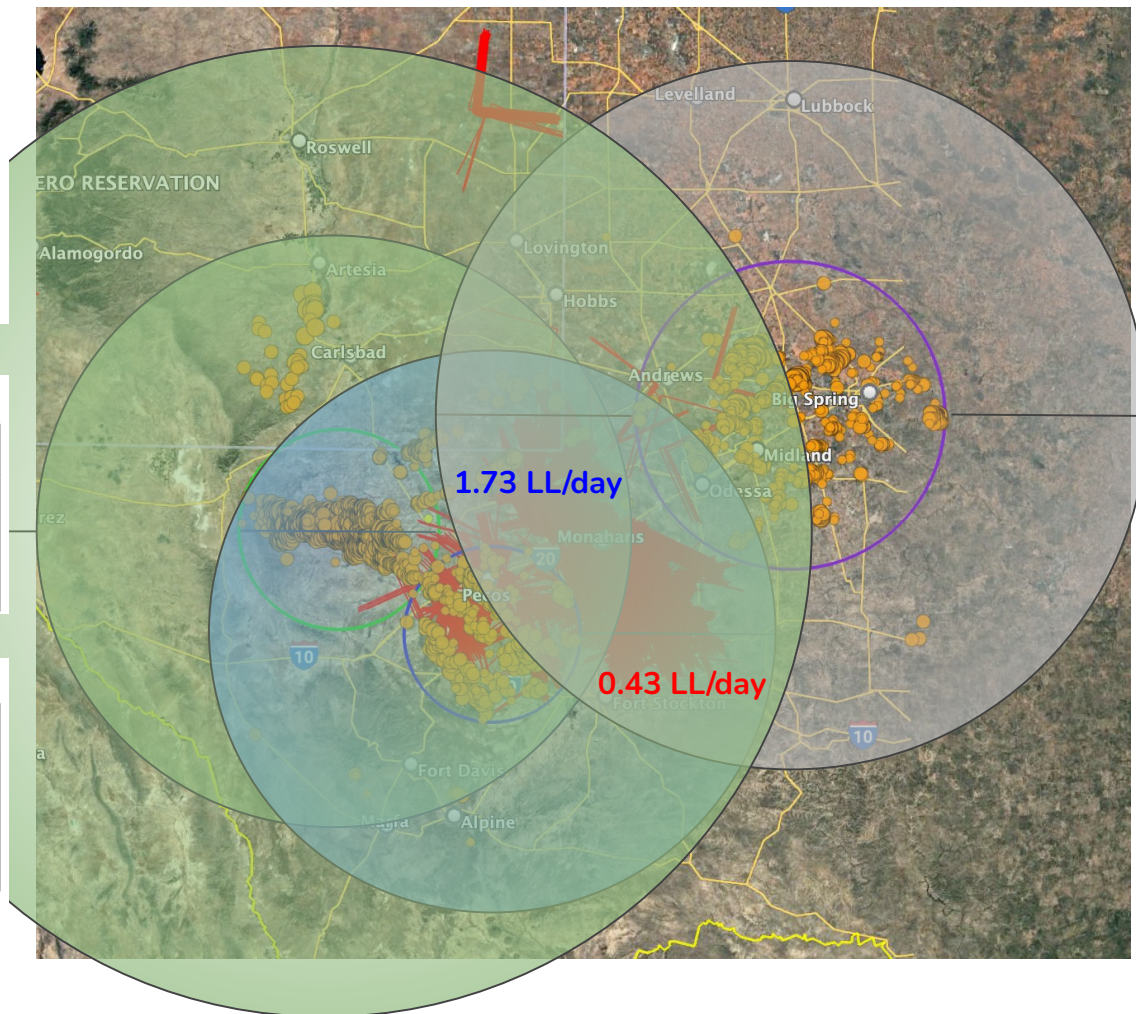 Levelland
Lubbock
Roswell
ERO RESERVATION
Lovington
Alamogordo
Artesia
Hobbs
Carlsbad
Andrews
Big Spring
Midland
1.73 LL/day
Odessa
rez
Monahans
20
Pecos
10
0.43 LL/day
Fort Stockton
10
a
Fort Davis
Marfa
Alpine